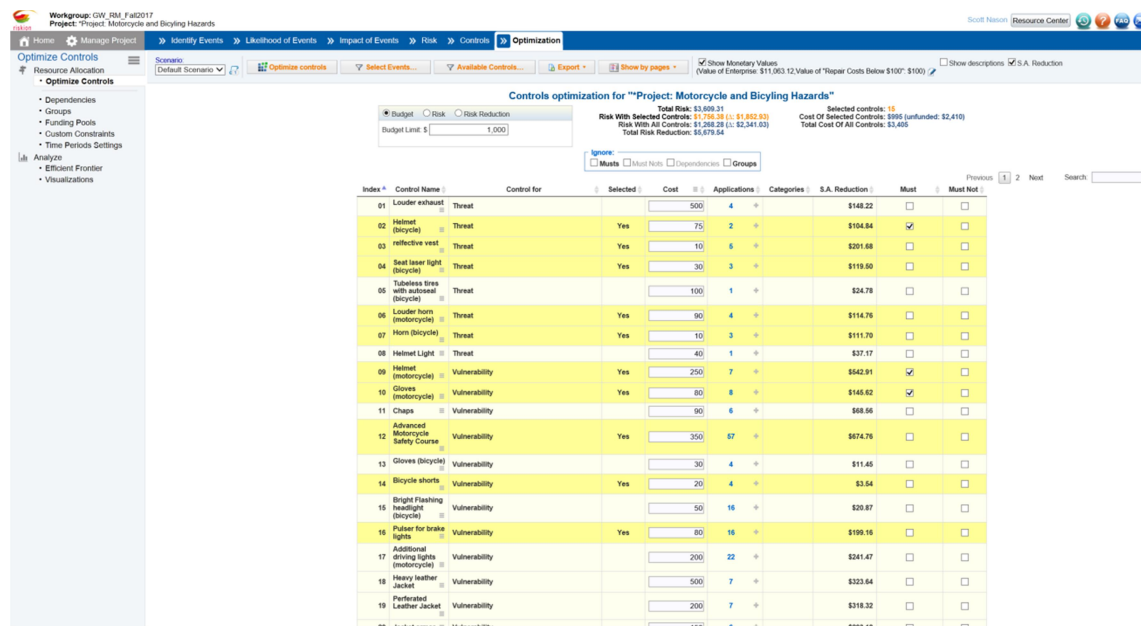 Workgroup: GW_RM_Fall2017
Project: *Project: Motorcycle and Bicyling Hazards
riskion
Scott Nason Resource Center FAQ
Home Manage Project Identify Events Likelihood of Events Impact of Events Risk Controls Optimization
Optimize Controls
Resource Allocation
Optimize Controls
Dependencies
Groups
Funding Pools
Custom Constraints
Time Periods Settings
Analyze
Efficient Frontier
Visualizations
Scenario:
Default Scenario
Optimize controls Select Events... Available Controls... Export Show by pages
Show Monetary Values
(Value of Enterprise: $11,063.12,Value of "Repair Costs Below $100": $100)
Show descriptions S.A. Reduction
Controls optimization for "*Project: Motorcycle and Bicyling Hazards"
Budget Risk Risk Reduction
Budget Limit: $ 1,000
Total Risk: $3,609.31
Risk With Selected Controls: $1,756.38 (Δ: $1,852.93)
Risk With All Controls: $1,268.28 (Δ: $2,341.03)
Total Risk Reduction: $5,679.54
Selected controls: 15
Cost Of Selected Controls: $995 (unfunded: $2,410)
Total Cost Of All Controls: $3,405
Ignore:
Musts Must Nots Dependencies Groups
Previous 1 2 Next Search:
Index Control Name Control for Selected Cost Applications Categories S.A. Reduction Must Must Not
01 Louder exhaust Threat 500 4 $148.22
02 Helmet (bicycle) Threat Yes 75 2 $104.84
03 relfective vest Threat Yes 10 5 $201.68
04 Seat laser light (bicycle) Threat Yes 30 3 $119.50
05 Tubeless tires with autoseal (bicycle) Threat 100 1 $24.78
06 Louder horn (motorcycle) Threat Yes 90 4 $114.76
07 Horn (bicycle) Threat Yes 10 3 $111.70
08 Helmet Light Threat 40 1 $37.17
09 Helmet (motorcycle) Vulnerability Yes 250 7 $542.91
10 Gloves (motorcycle) Vulnerability Yes 80 8 $145.62
11 Chaps Vulnerability 90 6 $68.56
12 Advanced Motorcycle Safety Course Vulnerability Yes 350 57 $674.76
13 Gloves (bicycle) Vulnerability 30 4 $11.45
14 Bicycle shorts Vulnerability Yes 20 4 $3.54
15 Bright Flashing headlight (bicycle) Vulnerability 50 16 $20.87
16 Pulser for brake lights Vulnerability Yes 80 16 $199.16
17 Additional driving lights (motorcycle) Vulnerability 200 22 $241.47
18 Heavy leather Jacket Vulnerability 500 7 $323.64
19 Perforated Leather Jacket Vulnerability 200 7 $318.32